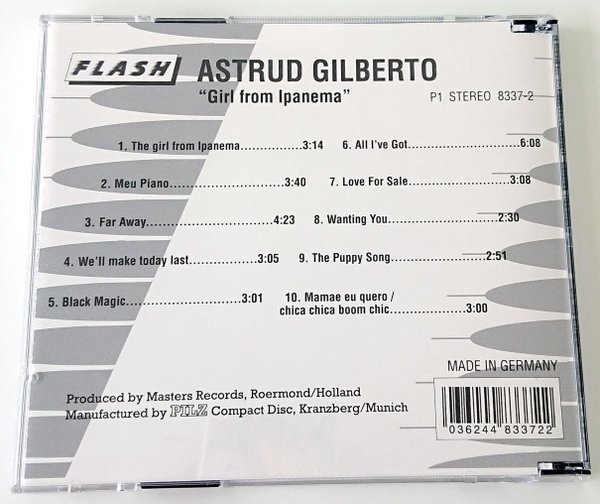 FLASH ASTRUD GILBERTO
"Girl from Ipanema" P1 STEREO 8337-2
1. The girl from Ipanema..............3:14
2. Meu Piano..........................3:40
3. Far Away..............................4:23
4. We'll make today last.................3:05
5. Black Magic...........................3:01
6. All I've Got............................6:08
7. Love For Sale.........................3:08
8. Wanting You.........................2:30
9. The Puppy Song......................2:51
10. Mamae eu quero /
chica chica boom chic..................3:00
MADE IN GERMANY
Produced by Masters Records, Roermond/Holland
Manufactured by PILZ Compact Disc, Kranzberg/Munich
036244 833722